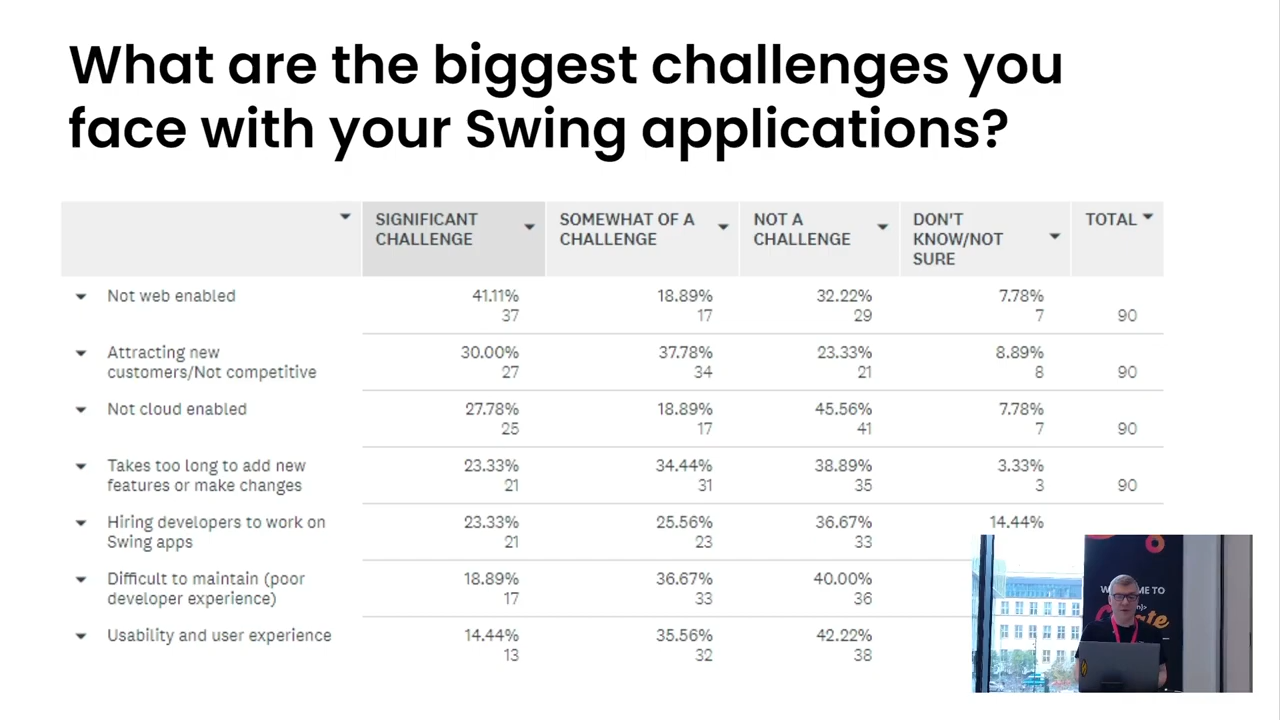 What are the biggest challenges you
face with your Swing applications?
SIGNIFICANT CHALLENGE
SOMEWHAT OF A CHALLENGE
NOT A CHALLENGE
DON'T KNOW/NOT SURE
TOTAL
Not web enabled
41.11% 18.89% 32.22% 7.78%
37 17 29 7 90
Attracting new
30.00% 37.78% 23.33% 8.89%
customers/Not competitive
27 34 21 8 90
Not cloud enabled
27.78% 18.89% 45.56% 7.78%
25 17 41 7 90
Takes too long to add new
23.33% 34.44% 38.89% 3.33%
features or make changes
21 31 35 3 90
Hiring developers to work on
23.33% 25.56% 36.67% 14.44%
Swing apps
21 23 33
Difficult to maintain (poor
18.89% 36.67% 40.00%
developer experience)
17 33 36
Usability and user experience
14.44% 35.56% 42.22%
13 32 38